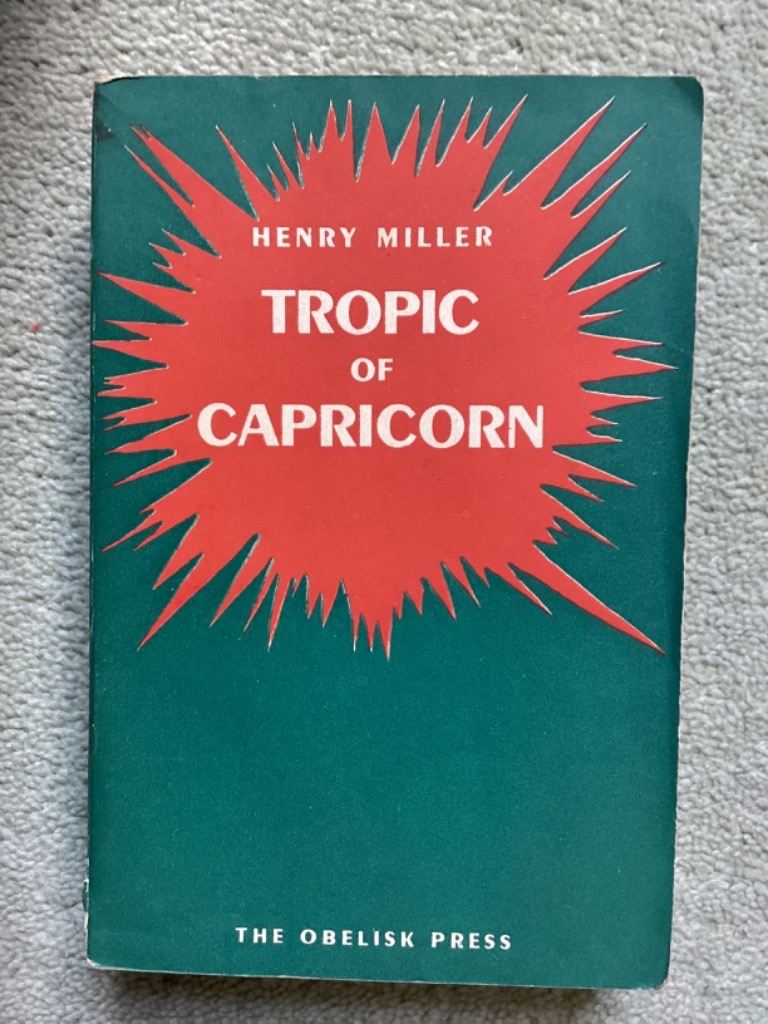 HENRY MILLER
TROPIC
OF
CAPRICORN
THE OBELISK PRESS